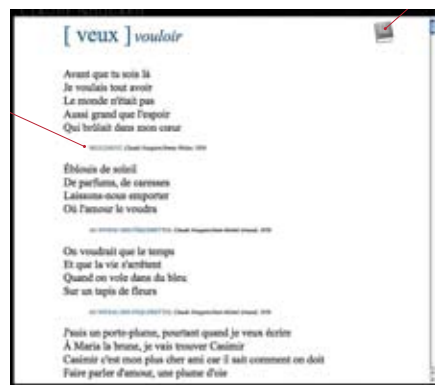 [ veux ] vouloir
Avant que tu sois là
Je voulais tout avoir
Le monde n'était pas
Aussi grand que l'espoir
Qui brûlait dans mon cœur
Éblouis de soleil
De parfums, de caresses
Laissons-nous emporter
Où l'amour le voudra
On voudrait que le temps
Et que la vie s'arrêtent
Quand on vole dans du bleu
Sur un tapis de fleurs
J'suis un porte-plume, pourtant quand je veux écrire
À Maria la brune, je vais trouver Casimir
Casimir c'est mon plus cher ami car il sait comment on doit
Faire parler d'amour, une plume d'oie